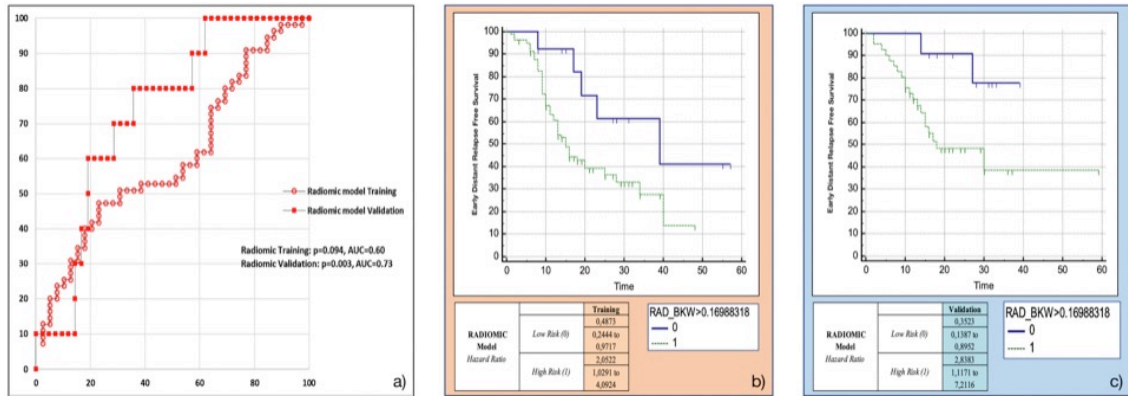 100
90
80
70
60
50
40
30
20
10
0
0 20 40 60 80 100
Radiomic model Training
Radiomic model Validation
Radiomic Training: p=0.094, AUC=0.60
Radiomic Validation: p=0.003, AUC=0.73
a)
Early Distant Relapse Free Survival
100
90
80
70
60
50
40
30
20
10
0
0 10 20 30 40 50 60
Time
RADIOMIC
Model
Hazard Ratio
Training
Low Risk (0)
0,4873
0,2444 to
0,9717
High Risk (1)
2,0522
1,0291 to
4,0924
RAD_BKW>0.16988318
0
1
b)
Early Distant Relapse Free Survival
100
90
80
70
60
50
40
30
20
10
0
0 10 20 30 40 50 60
Time
RADIOMIC
Model
Hazard Ratio
Validation
Low Risk (0)
0,3523
0,1387 to
0,8952
High Risk (1)
2,8383
1,1171 to
7,2116
RAD_BKW>0.16988318
0
1
c)